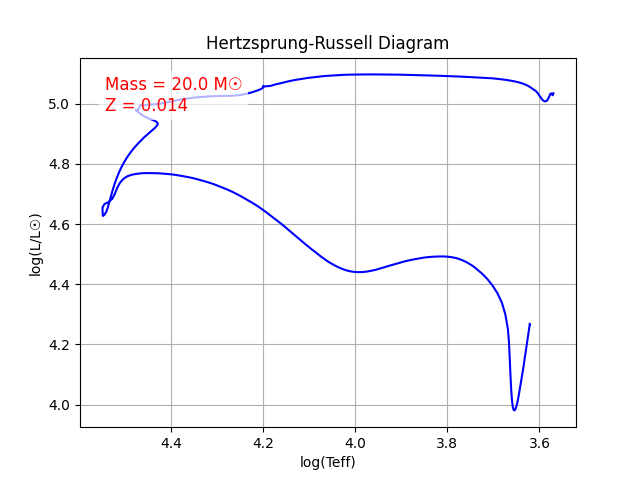 Hertzsprung-Russell Diagram
Mass = 20.0 M☉
Z = 0.014
log(L/L☉)
5.0
4.8
4.6
4.4
4.2
4.0
4.4 4.2 4.0 3.8 3.6
log(Teff)